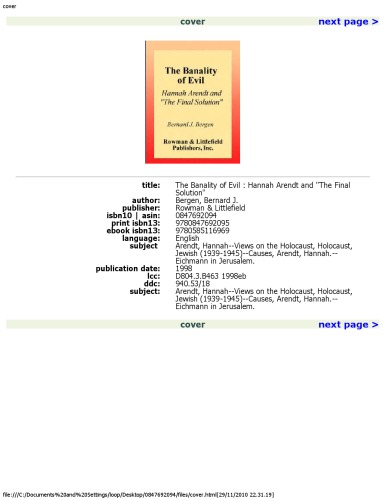 cover
cover next page >
The Banality
of Evil
Hannah Arendt and
"The Final Solution"
Bernard J. Bergen
Rowman & Littlefield
Publishers, Inc.
title: The Banality of Evil : Hannah Arendt and "The Final
Solution"
author: Bergen, Bernard J.
publisher: Rowman & Littlefield
isbn10 | asin: 0847692094
print isbn13: 9780847692095
ebook isbn13: 9780585116969
language: English
subject Arendt, Hannah--Views on the Holocaust, Holocaust,
Jewish (1939-1945)--Causes, Arendt, Hannah.--
Eichmann in Jerusalem.
publication date: 1998
lcc: D804.3.B463 1998eb
ddc: 940.53/18
subject: Arendt, Hannah--Views on the Holocaust, Holocaust,
Jewish (1939-1945)--Causes, Arendt, Hannah.--
Eichmann in Jerusalem.
cover next page >
file:///C:/Documents%20and%20Settings/loop/Desktop/0847692094/files/cover.html[29/11/2010 22.31.19]